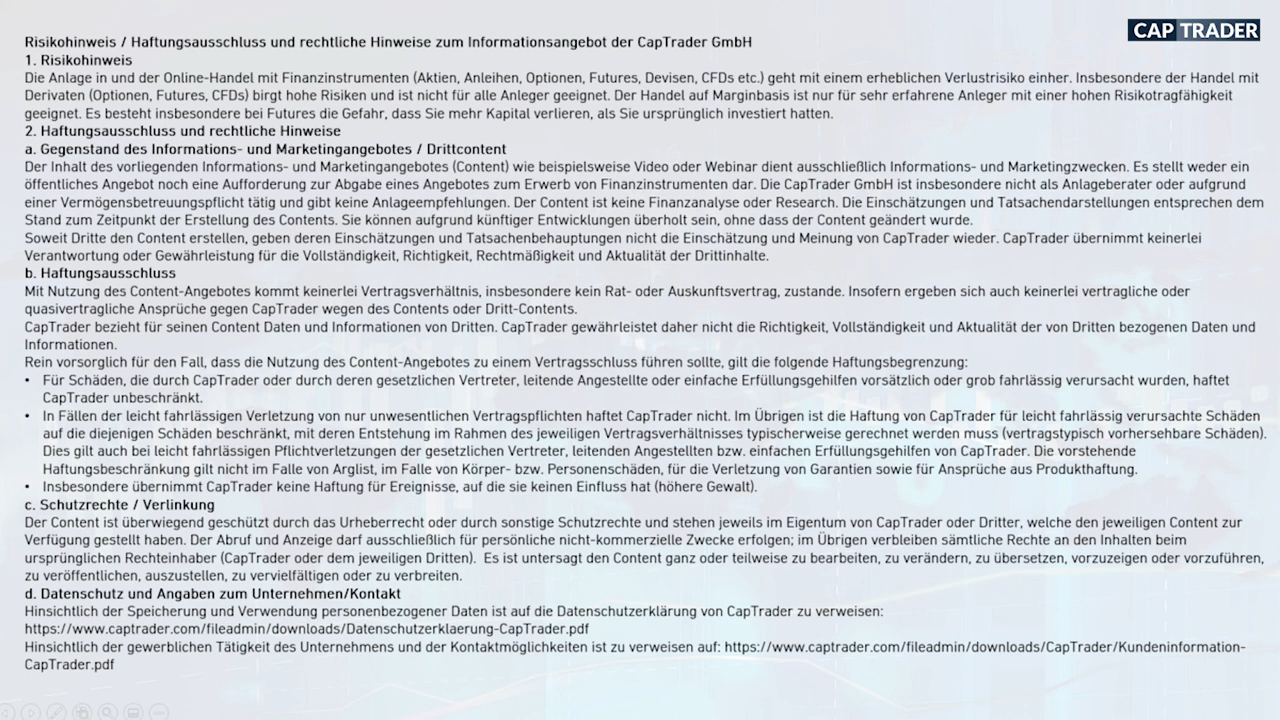 CAP TRADER
Risikohinweis / Haftungsausschluss und rechtliche Hinweise zum Informationsangebot der CapTrader GmbH
1. Risikohinweis
Die Anlage in und der Online-Handel mit Finanzinstrumenten (Aktien, Anleihen, Optionen, Futures, Devisen, CFDs etc.) geht mit einem erheblichen Verlustrisiko einher. Insbesondere der Handel mit
Derivaten (Optionen, Futures, CFDs) birgt hohe Risiken und ist nicht für alle Anleger geeignet. Der Handel auf Marginbasis ist nur für sehr erfahrene Anleger mit einer hohen Risikotragfähigkeit
geeignet. Es besteht insbesondere bei Futures die Gefahr, dass Sie mehr Kapital verlieren, als Sie ursprünglich investiert hatten.
2. Haftungsausschluss und rechtliche Hinweise
a. Gegenstand des Informations- und Marketingangebotes / Drittcontent
Der Inhalt des vorliegenden Informations- und Marketingangebotes (Content) wie beispielsweise Video oder Webinar dient ausschließlich Informations- und Marketingzwecken. Es stellt weder ein
öffentliches Angebot noch eine Aufforderung zur Abgabe eines Angebotes zum Erwerb von Finanzinstrumenten dar. Die CapTrader GmbH ist insbesondere nicht als Anlageberater oder aufgrund
einer Vermögensbetreuungspflicht tätig und gibt keine Anlageempfehlungen. Der Content ist keine Finanzanalyse oder Research. Die Einschätzungen und Tatsachendarstellungen entsprechen dem
Stand zum Zeitpunkt der Erstellung des Contents. Sie können aufgrund künftiger Entwicklungen überholt sein, ohne dass der Content geändert wurde.
Soweit Dritte den Content erstellen, geben deren Einschätzungen und Tatsachenbehauptungen nicht die Einschätzung und Meinung von CapTrader wieder. CapTrader übernimmt keinerlei
Verantwortung oder Gewährleistung für die Vollständigkeit, Richtigkeit, Rechtmäßigkeit und Aktualität der Drittinhalte.
b. Haftungsausschluss
Mit Nutzung des Content-Angebotes kommt keinerlei Vertragsverhältnis, insbesondere kein Rat- oder Auskunftsvertrag, zustande. Insofern ergeben sich auch keinerlei vertragliche oder
quasivertragliche Ansprüche gegen CapTrader wegen des Contents oder Dritt-Contents.
CapTrader bezieht für seinen Content Daten und Informationen von Dritten. CapTrader gewährleistet daher nicht die Richtigkeit, Vollständigkeit und Aktualität der von Dritten bezogenen Daten und
Informationen.
Rein vorsorglich für den Fall, dass die Nutzung des Content-Angebotes zu einem Vertragsschluss führen sollte, gilt die folgende Haftungsbegrenzung:
• Für Schäden, die durch CapTrader oder durch deren gesetzlichen Vertreter, leitende Angestellte oder einfache Erfüllungsgehilfen vorsätzlich oder grob fahrlässig verursacht wurden, haftet
CapTrader unbeschränkt.
• In Fällen der leicht fahrlässigen Verletzung von nur unwesentlichen Vertragspflichten haftet CapTrader nicht. Im Übrigen ist die Haftung von CapTrader für leicht fahrlässig verursachte Schäden
auf die diejenigen Schäden beschränkt, mit deren Entstehung im Rahmen des jeweiligen Vertragsverhältnisses typischerweise gerechnet werden muss (vertragstypisch vorhersehbare Schäden).
Dies gilt auch bei leicht fahrlässigen Pflichtverletzungen der gesetzlichen Vertreter, leitenden Angestellten bzw. einfachen Erfüllungsgehilfen von CapTrader. Die vorstehende
Haftungsbeschränkung gilt nicht im Falle von Arglist, im Falle von Körper- bzw. Personenschäden, für die Verletzung von Garantien sowie für Ansprüche aus Produkthaftung.
• Insbesondere übernimmt CapTrader keine Haftung für Ereignisse, auf die sie keinen Einfluss hat (höhere Gewalt).
c. Schutzrechte / Verlinkung
Der Content ist überwiegend geschützt durch das Urheberrecht oder durch sonstige Schutzrechte und stehen jeweils im Eigentum von CapTrader oder Dritter, welche den jeweiligen Content zur
Verfügung gestellt haben. Der Abruf und Anzeige darf ausschließlich für persönliche nicht-kommerzielle Zwecke erfolgen; im Übrigen verbleiben sämtliche Rechte an den Inhalten beim
ursprünglichen Rechteinhaber (CapTrader oder dem jeweiligen Dritten). Es ist untersagt den Content ganz oder teilweise zu bearbeiten, zu verändern, zu übersetzen, vorzuzeigen oder vorzuführen,
zu veröffentlichen, auszustellen, zu vervielfältigen oder zu verbreiten.
d. Datenschutz und Angaben zum Unternehmen/Kontakt
Hinsichtlich der Speicherung und Verwendung personenbezogener Daten ist auf die Datenschutzerklärung von CapTrader zu verweisen:
https://www.captrader.com/fileadmin/downloads/Datenschutzerklaerung-CapTrader.pdf
Hinsichtlich der gewerblichen Tätigkeit des Unternehmens und der Kontaktmöglichkeiten ist zu verweisen auf: https://www.captrader.com/fileadmin/downloads/CapTrader/Kundeninformation-
CapTrader.pdf